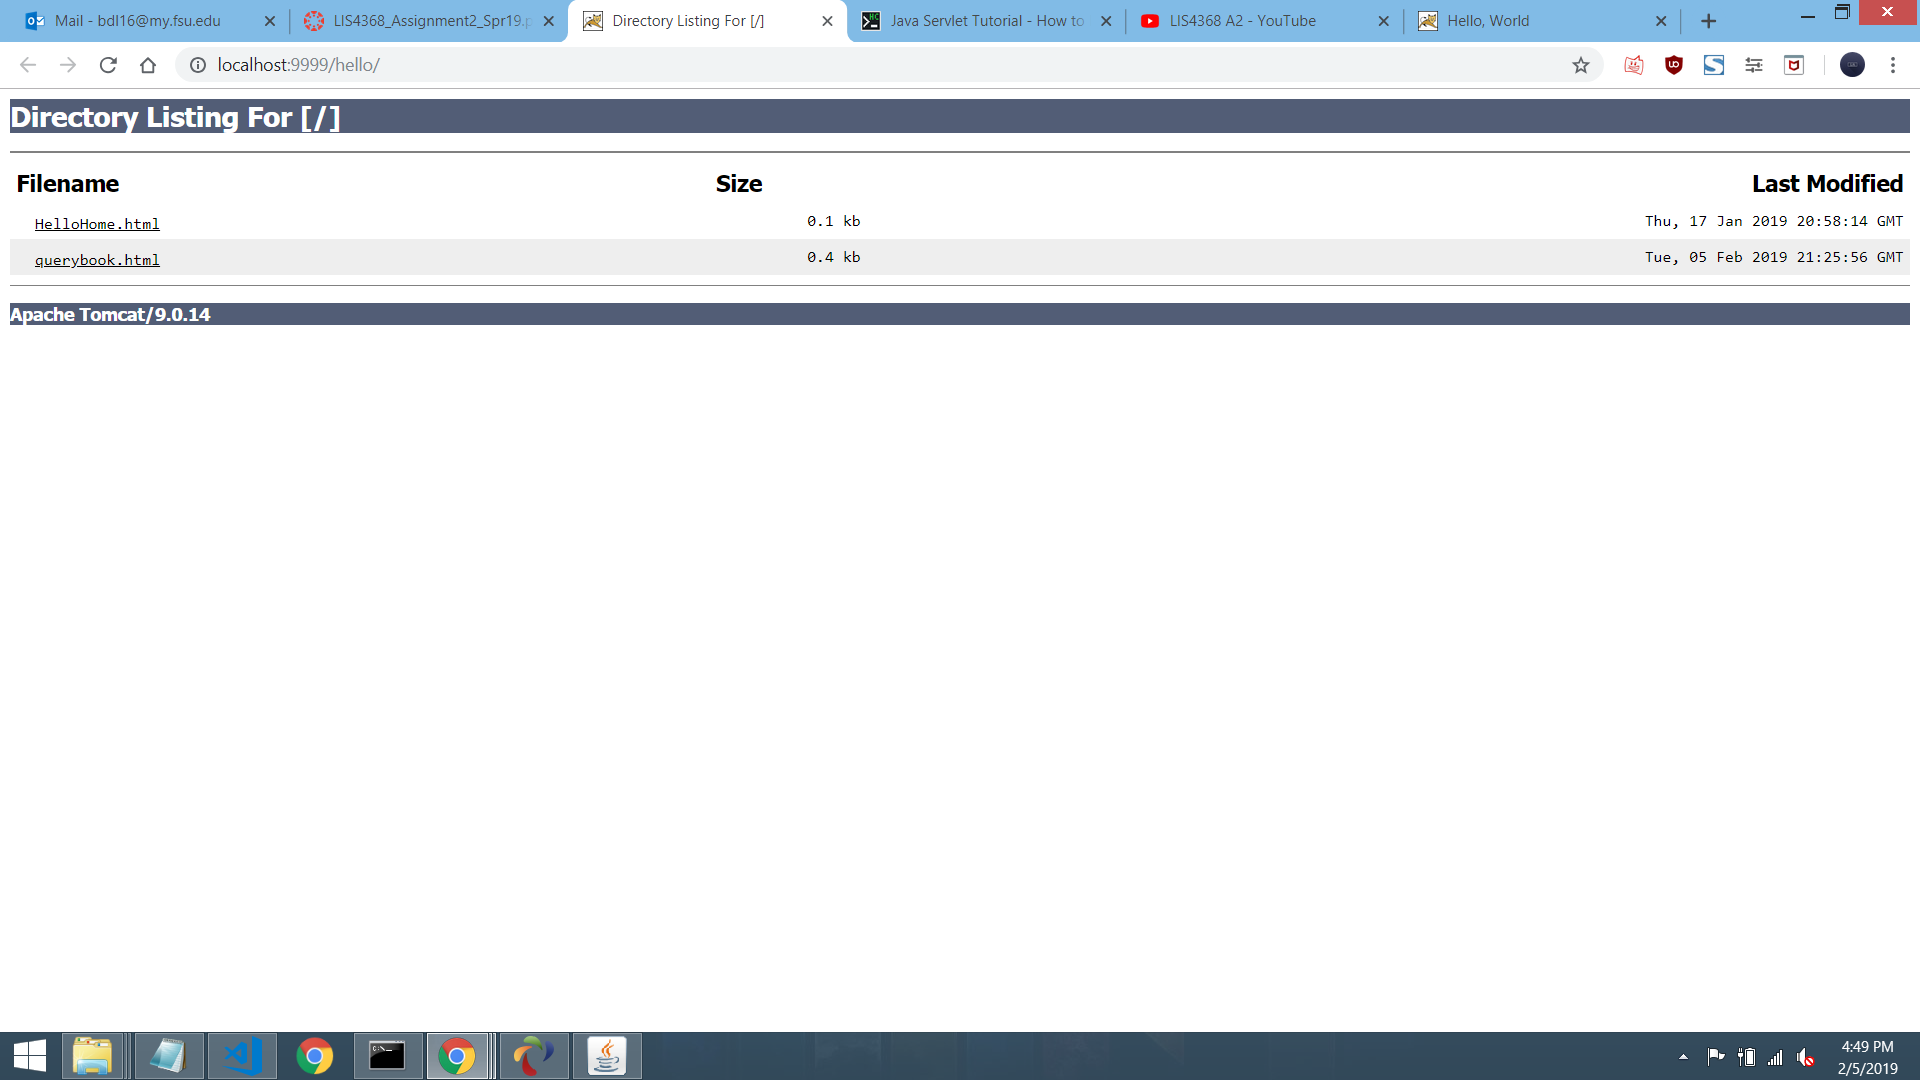 Mail - bdl16@my.fsu.edu
LIS4368_Assignment2_Spr19.p
Directory Listing For [/]
Java Servlet Tutorial - How to
LIS4368 A2 - YouTube
Hello, World
localhost:9999/hello/
Directory Listing For [/]
Filename Size Last Modified
HelloHome.html 0.1 kb Thu, 17 Jan 2019 20:58:14 GMT
querybook.html 0.4 kb Tue, 05 Feb 2019 21:25:56 GMT
Apache Tomcat/9.0.14
4:49 PM
2/5/2019